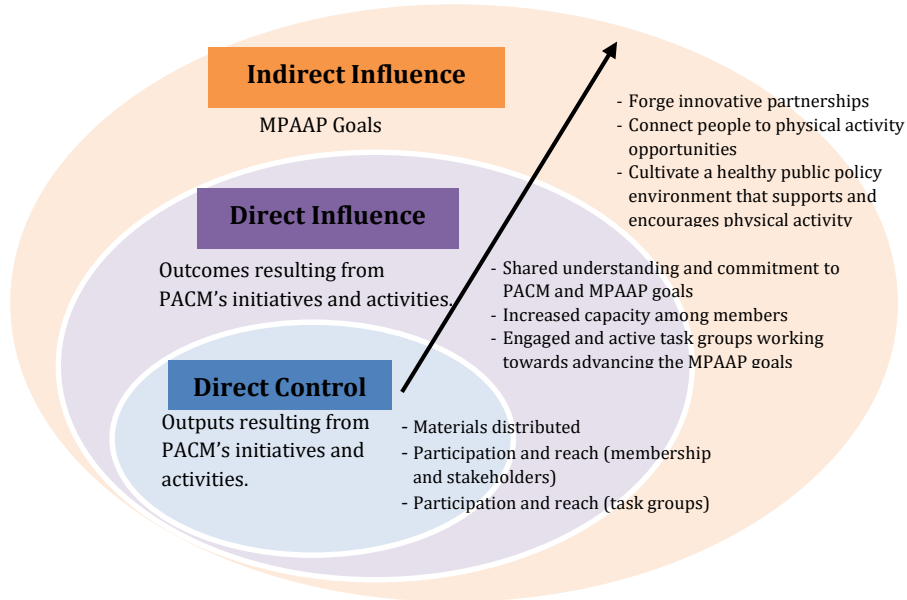 Indirect Influence
MPAAP Goals
- Forge innovative partnerships
- Connect people to physical activity
opportunities
- Cultivate a healthy public policy
environment that supports and
encourages physical activity
Direct Influence
Outcomes resulting from
PACM's initiatives and activities.
- Shared understanding and commitment to
PACM and MPAAP goals
- Increased capacity among members
- Engaged and active task groups working
towards advancing the MPAAP goals
Direct Control
Outputs resulting from
PACM's initiatives and
activities.
- Materials distributed
- Participation and reach (membership
and stakeholders)
- Participation and reach (task groups)